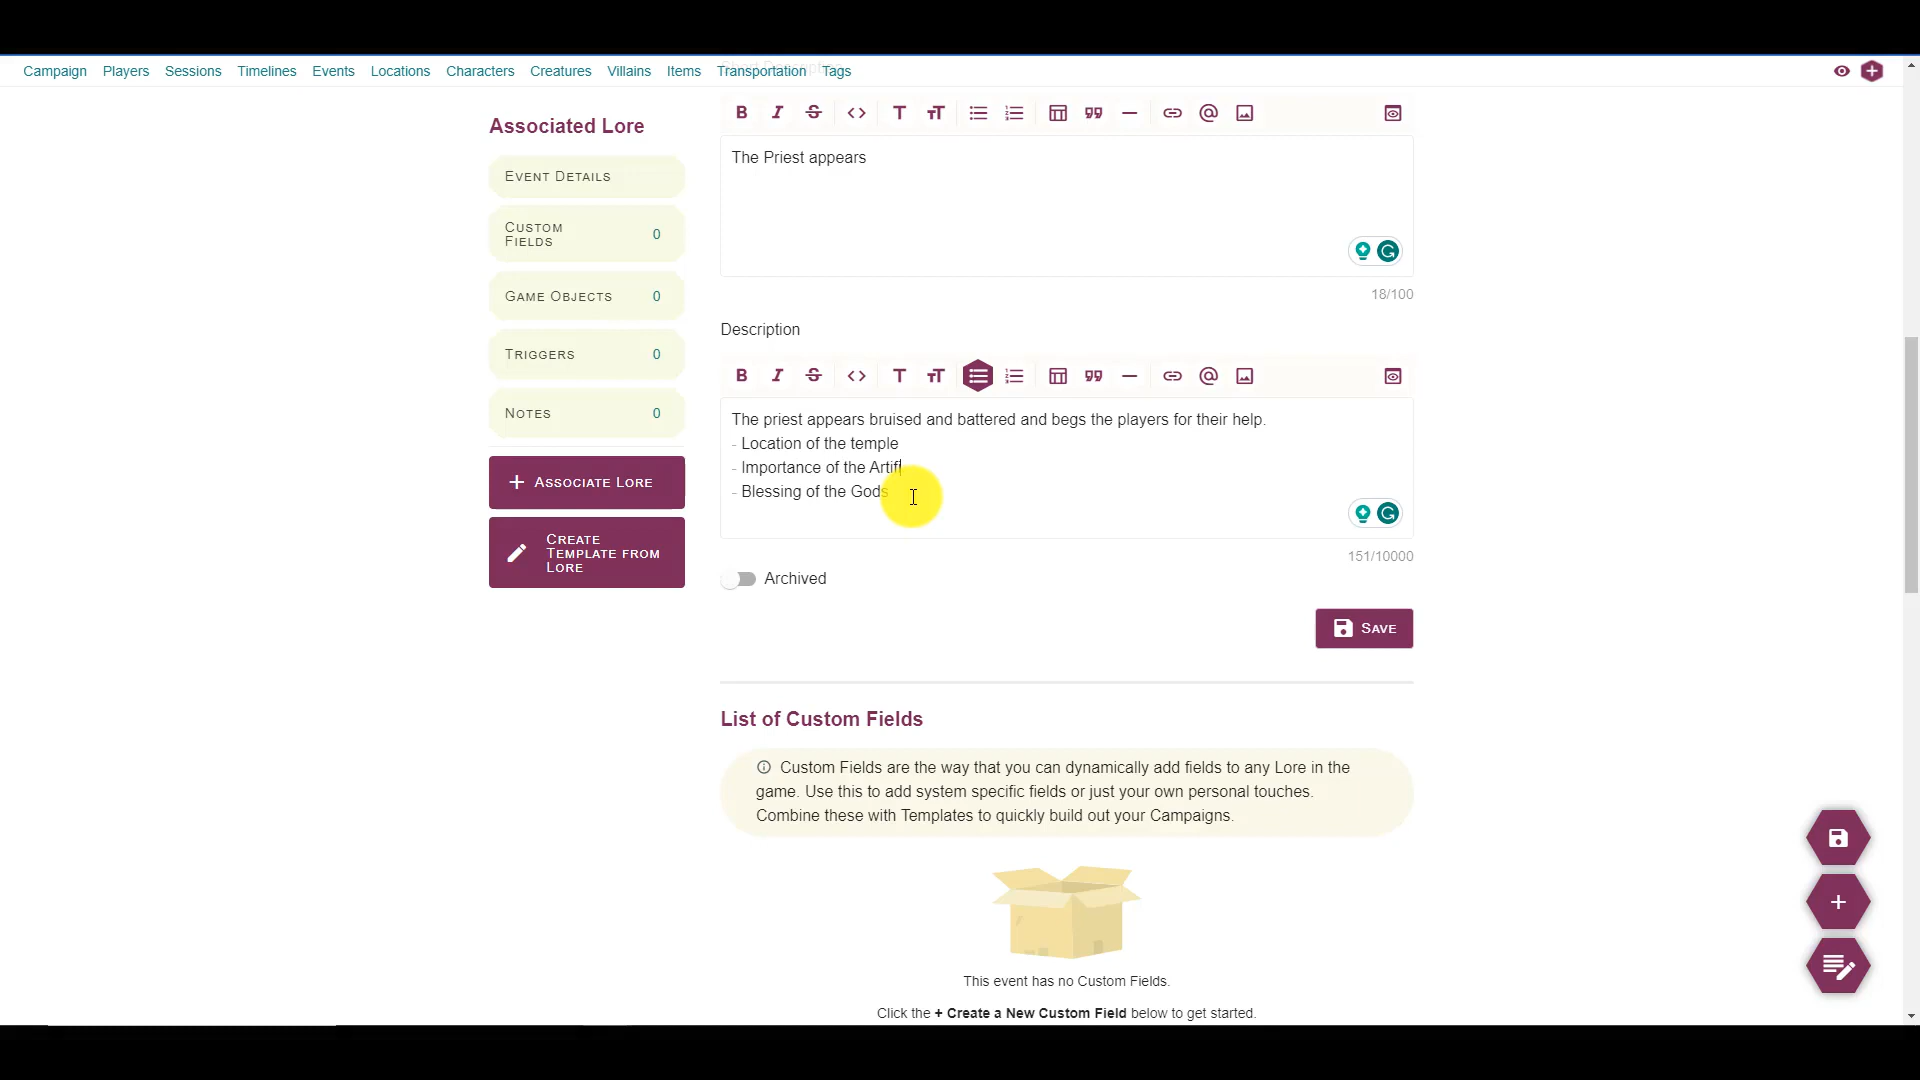 Campaign Players Sessions Timelines Events Locations Characters Creatures Villains Items Transportation Tags
Associated Lore
EVENT DETAILS
CUSTOM
FIELDS 0
GAME OBJECTS 0
TRIGGERS 0
NOTES 0
+ ASSOCIATE LORE
CREATE
TEMPLATE FROM
LORE
The Priest appears
18/100
Description
The priest appears bruised and battered and begs the players for their help.
- Location of the temple
- Importance of the Artif
- Blessing of the Gods
151/10000
Archived
SAVE
List of Custom Fields
Custom Fields are the way that you can dynamically add fields to any Lore in the
game. Use this to add system specific fields or just your own personal touches.
Combine these with Templates to quickly build out your Campaigns.
This event has no Custom Fields.
Click the + Create a New Custom Field below to get started.